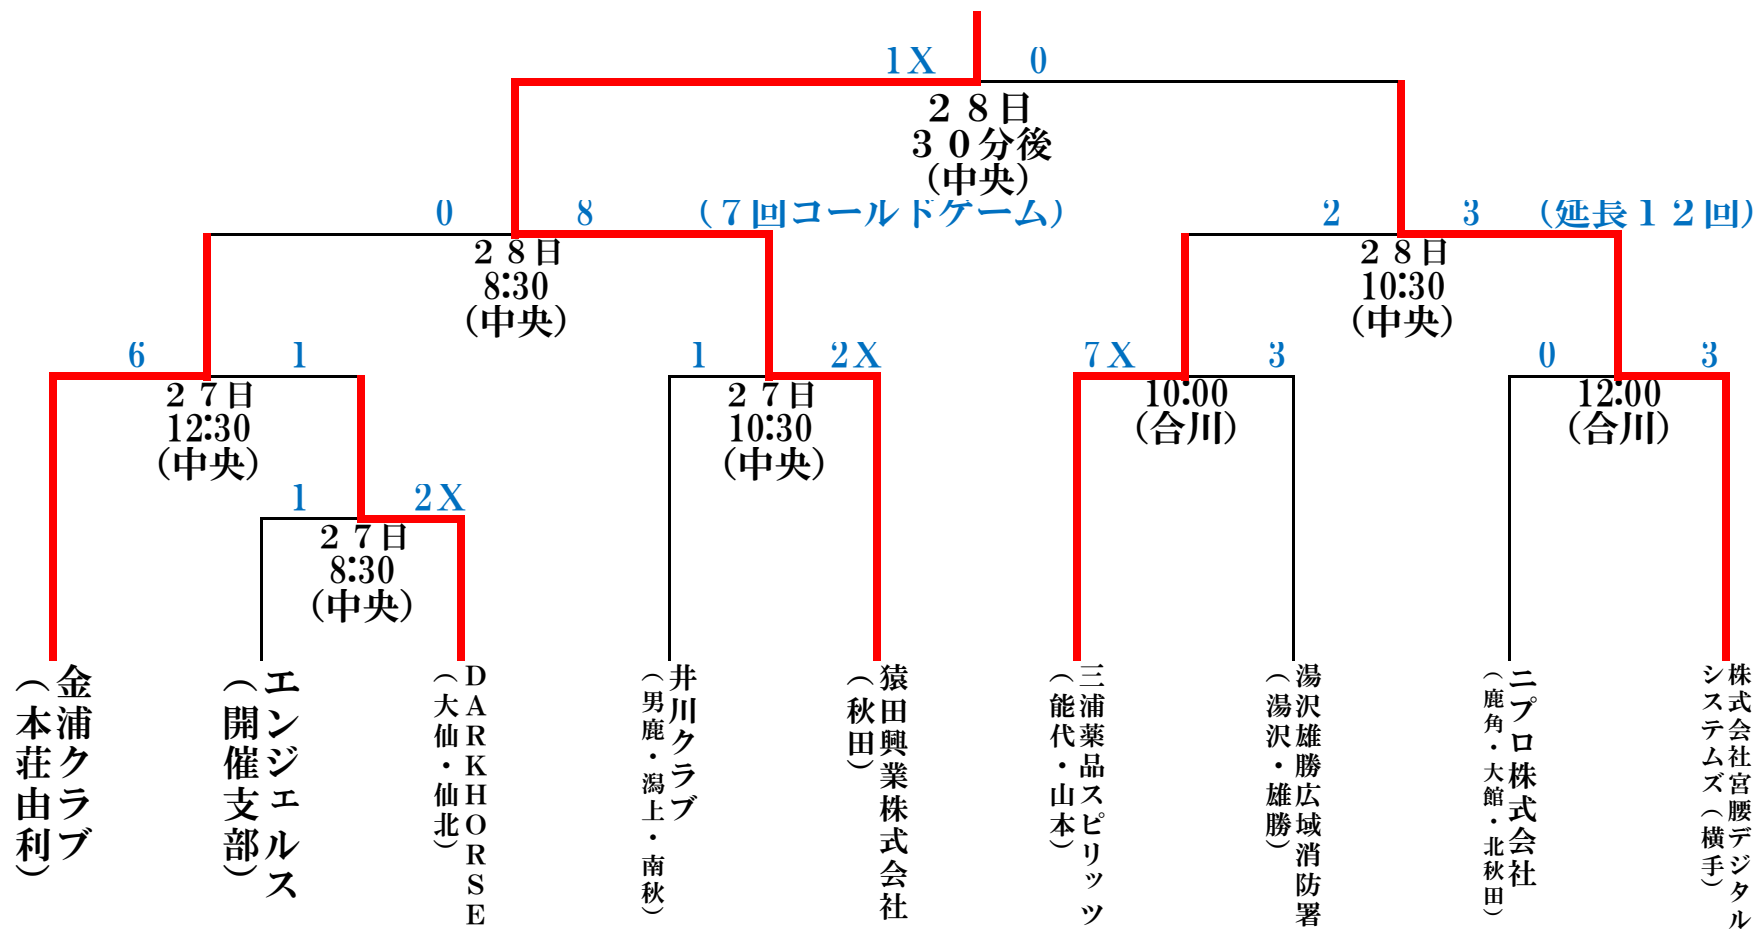 1X 0
２８日
３０分後
（中央）
0 8 （７回コールドゲーム） 2 3 （延長１２回）
２８日
8:30
（中央）
２８日
10:30
（中央）
6 1 1 2X 7X 3 0 3
２７日
12:30
（中央）
２７日
10:30
（中央）
10:00
（合川）
12:00
（合川）
1 2X
２７日
8:30
（中央）
金浦クラブ
（本荘由利）
エンジェルス
（開催支部）
DARKHORSE
（大仙・仙北）
井川クラブ
（男鹿・潟上・南秋）
猿田興業株式会社
（秋田）
三浦薬品スピリッツ
（能代・山本）
湯沢雄勝広域消防署
（湯沢・雄勝）
ニプロ株式会社
（鹿角・大館・北秋田）
株式会社宮腰デジタル
システムズ（横手）